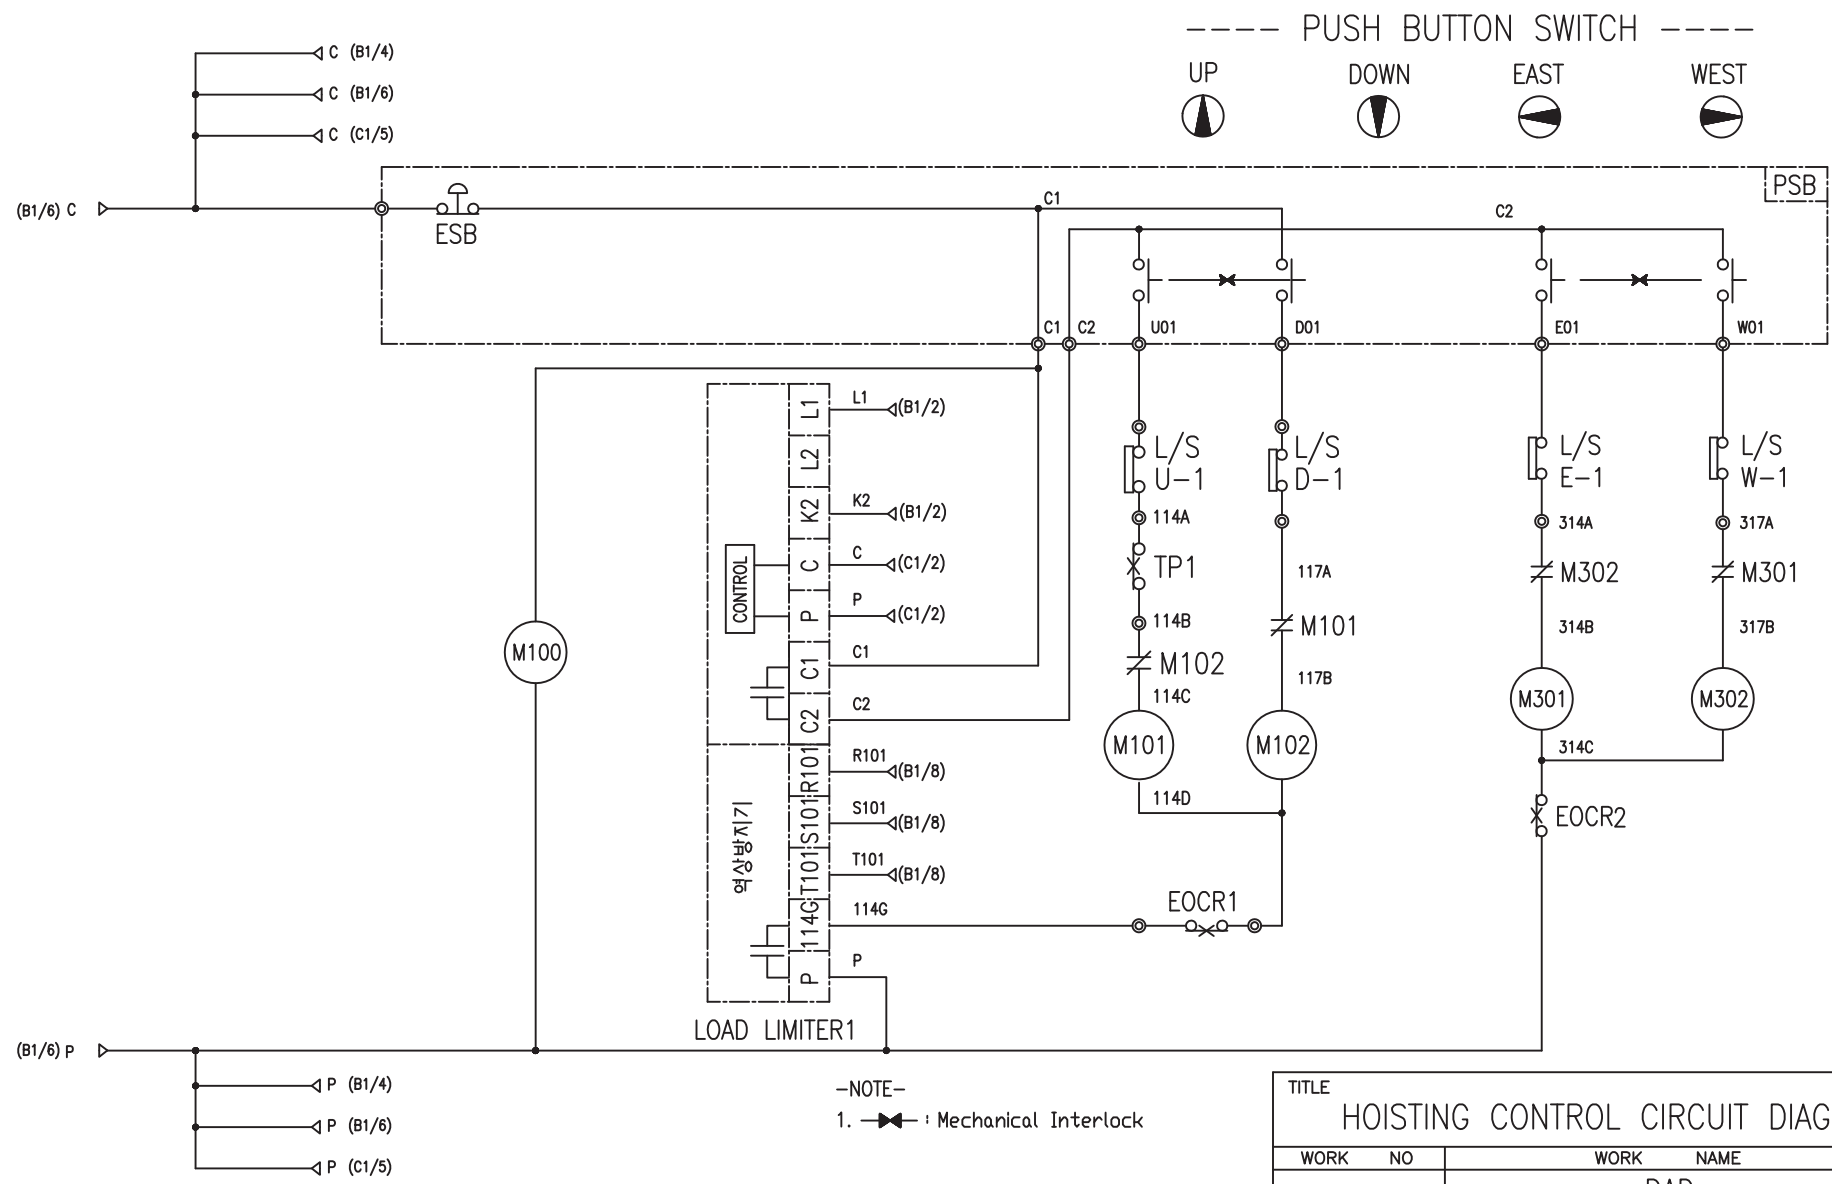 ---- PUSH BUTTON SWITCH ----
UP DOWN EAST WEST
C (B1/4)
C (B1/6)
C (C1/5)
(B1/6) C
ESB
C1
C2
PSB
C1 C2 U01 D01 E01 W01
L1 L1 (B1/2)
L2
K2 K2 (B1/2)
CONTROL
C C (C1/2)
P P (C1/2)
C1 C1
C2 C2
M100
역상방지기
R101 R101 (B1/8)
S101 S101 (B1/8)
T101 T101 (B1/8)
114G 114G
P P
LOAD LIMITER1
L/S
U-1
114A
TP1
114B
M102
114C
M101
114D
L/S
D-1
117A
M101
117B
M102
EOCR1
L/S
E-1
314A
M302
314B
M301
314C
EOCR2
L/S
W-1
317A
M301
317B
M302
(B1/6) P
P (B1/4)
P (B1/6)
P (C1/5)
-NOTE-
1. : Mechanical Interlock
TITLE
HOISTING CONTROL CIRCUIT DIAG
WORK NO WORK NAME